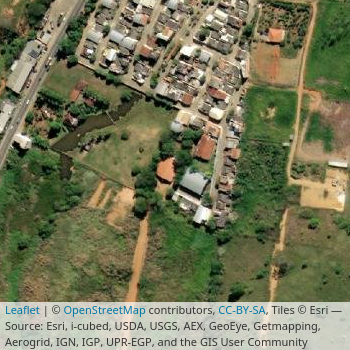 Leaflet | © OpenStreetMap contributors, CC-BY-SA, Tiles © Esri —
Source: Esri, i-cubed, USDA, USGS, AEX, GeoEye, Getmapping,
Aerogrid, IGN, IGP, UPR-EGP, and the GIS User Community